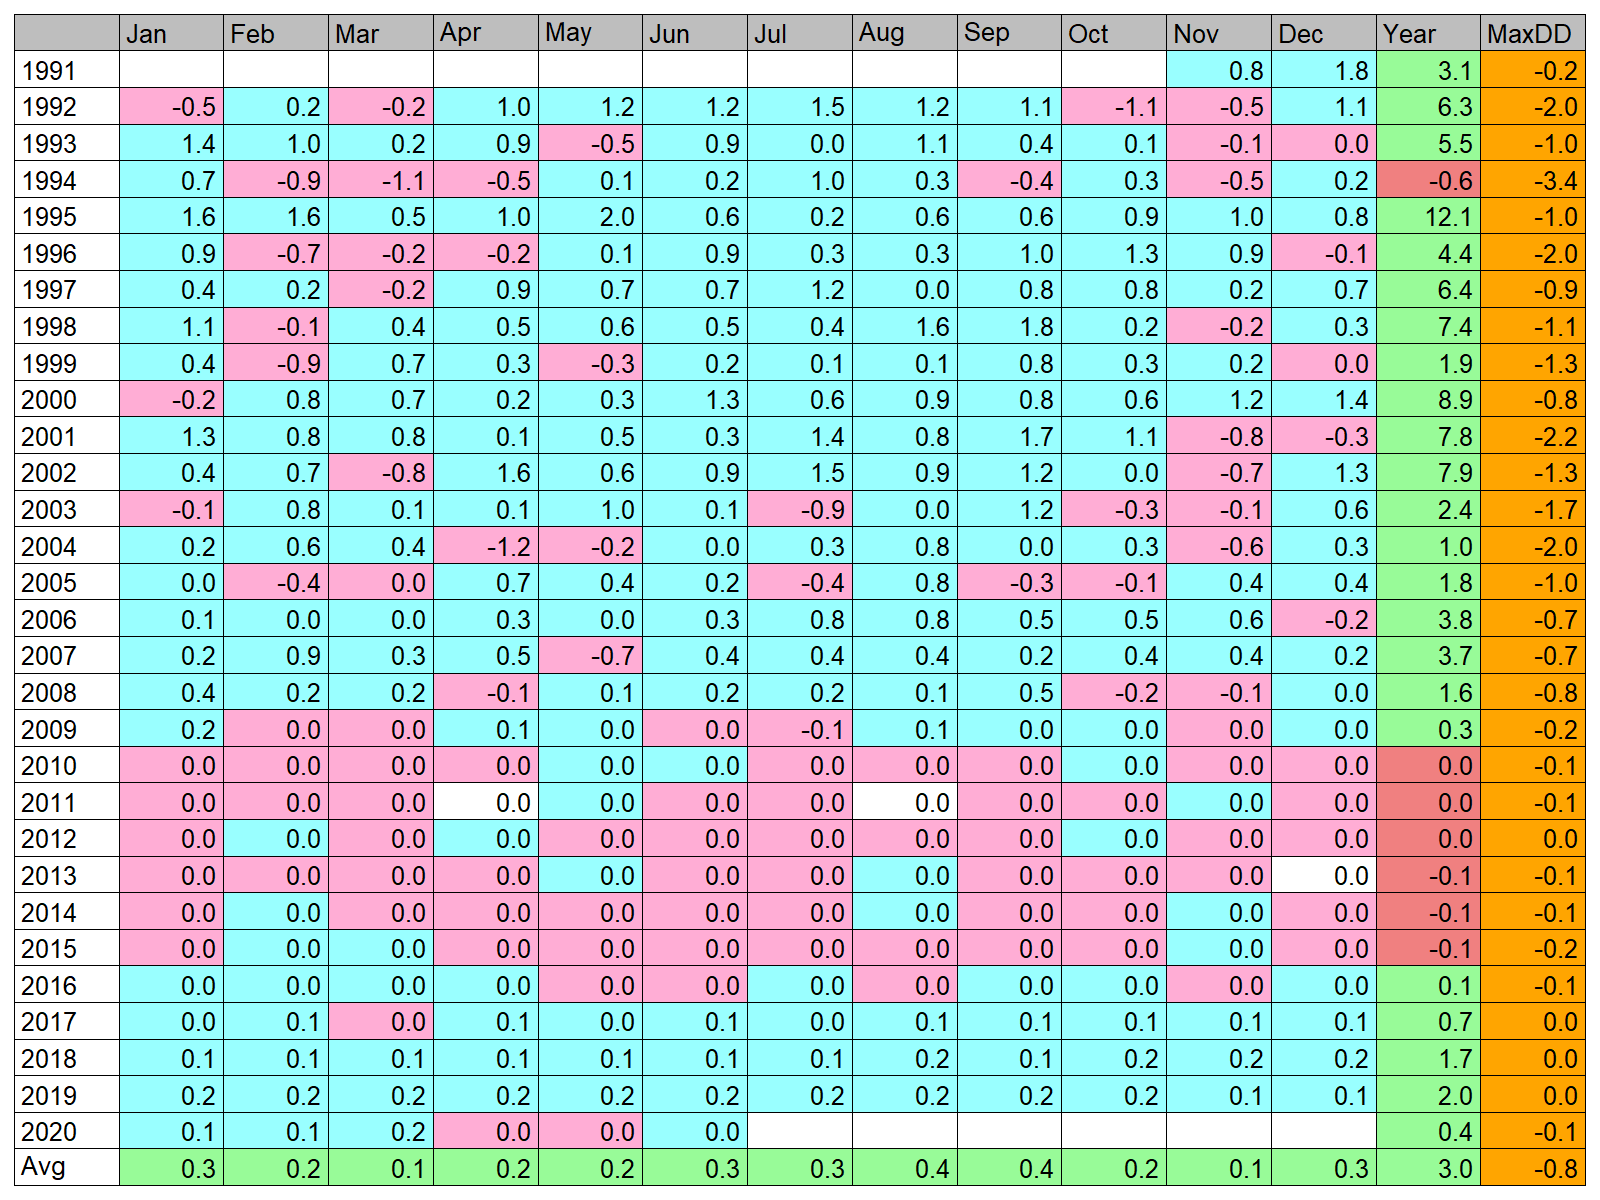 Jan Feb Mar Apr May Jun Jul Aug Sep Oct Nov Dec Year MaxDD
1991 0.8 1.8 3.1 -0.2
1992 -0.5 0.2 -0.2 1.0 1.2 1.2 1.5 1.2 1.1 -1.1 -0.5 1.1 6.3 -2.0
1993 1.4 1.0 0.2 0.9 -0.5 0.9 0.0 1.1 0.4 0.1 -0.1 0.0 5.5 -1.0
1994 0.7 -0.9 -1.1 -0.5 0.1 0.2 1.0 0.3 -0.4 0.3 -0.5 0.2 -0.6 -3.4
1995 1.6 1.6 0.5 1.0 2.0 0.6 0.2 0.6 0.6 0.9 1.0 0.8 12.1 -1.0
1996 0.9 -0.7 -0.2 -0.2 0.1 0.9 0.3 0.3 1.0 1.3 0.9 -0.1 4.4 -2.0
1997 0.4 0.2 -0.2 0.9 0.7 0.7 1.2 0.0 0.8 0.8 0.2 0.7 6.4 -0.9
1998 1.1 -0.1 0.4 0.5 0.6 0.5 0.4 1.6 1.8 0.2 -0.2 0.3 7.4 -1.1
1999 0.4 -0.9 0.7 0.3 -0.3 0.2 0.1 0.1 0.8 0.3 0.2 0.0 1.9 -1.3
2000 -0.2 0.8 0.7 0.2 0.3 1.3 0.6 0.9 0.8 0.6 1.2 1.4 8.9 -0.8
2001 1.3 0.8 0.8 0.1 0.5 0.3 1.4 0.8 1.7 1.1 -0.8 -0.3 7.8 -2.2
2002 0.4 0.7 -0.8 1.6 0.6 0.9 1.5 0.9 1.2 0.0 -0.7 1.3 7.9 -1.3
2003 -0.1 0.8 0.1 0.1 1.0 0.1 -0.9 0.0 1.2 -0.3 -0.1 0.6 2.4 -1.7
2004 0.2 0.6 0.4 -1.2 -0.2 0.0 0.3 0.8 0.0 0.3 -0.6 0.3 1.0 -2.0
2005 0.0 -0.4 0.0 0.7 0.4 0.2 -0.4 0.8 -0.3 -0.1 0.4 0.4 1.8 -1.0
2006 0.1 0.0 0.0 0.3 0.0 0.3 0.8 0.8 0.5 0.5 0.6 -0.2 3.8 -0.7
2007 0.2 0.9 0.3 0.5 -0.7 0.4 0.4 0.4 0.2 0.4 0.4 0.2 3.7 -0.7
2008 0.4 0.2 0.2 -0.1 0.1 0.2 0.2 0.1 0.5 -0.2 -0.1 0.0 1.6 -0.8
2009 0.2 0.0 0.0 0.1 0.0 0.0 -0.1 0.1 0.0 0.0 0.0 0.0 0.3 -0.2
2010 0.0 0.0 0.0 0.0 0.0 0.0 0.0 0.0 0.0 0.0 0.0 0.0 0.0 -0.1
2011 0.0 0.0 0.0 0.0 0.0 0.0 0.0 0.0 0.0 0.0 0.0 0.0 0.0 -0.1
2012 0.0 0.0 0.0 0.0 0.0 0.0 0.0 0.0 0.0 0.0 0.0 0.0 0.0 0.0
2013 0.0 0.0 0.0 0.0 0.0 0.0 0.0 0.0 0.0 0.0 0.0 0.0 -0.1 -0.1
2014 0.0 0.0 0.0 0.0 0.0 0.0 0.0 0.0 0.0 0.0 0.0 0.0 -0.1 -0.1
2015 0.0 0.0 0.0 0.0 0.0 0.0 0.0 0.0 0.0 0.0 0.0 0.0 -0.1 -0.2
2016 0.0 0.0 0.0 0.0 0.0 0.0 0.0 0.0 0.0 0.0 0.0 0.0 0.1 -0.1
2017 0.0 0.1 0.0 0.1 0.0 0.1 0.0 0.1 0.1 0.1 0.1 0.1 0.7 0.0
2018 0.1 0.1 0.1 0.1 0.1 0.1 0.1 0.2 0.1 0.2 0.2 0.2 1.7 0.0
2019 0.2 0.2 0.2 0.2 0.2 0.2 0.2 0.2 0.2 0.2 0.1 0.1 2.0 0.0
2020 0.1 0.1 0.2 0.0 0.0 0.0 0.4 -0.1
Avg 0.3 0.2 0.1 0.2 0.2 0.3 0.3 0.4 0.4 0.2 0.1 0.3 3.0 -0.8